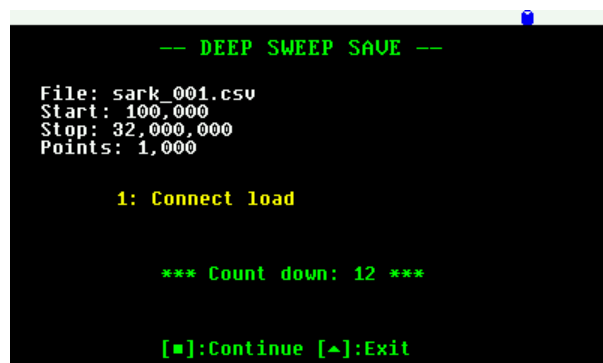 -- DEEP SWEEP SAVE --
File: sark_001.csv
Start: 100,000
Stop: 32,000,000
Points: 1,000
1: Connect load
*** Count down: 12 ***
[■]:Continue [▲]:Exit